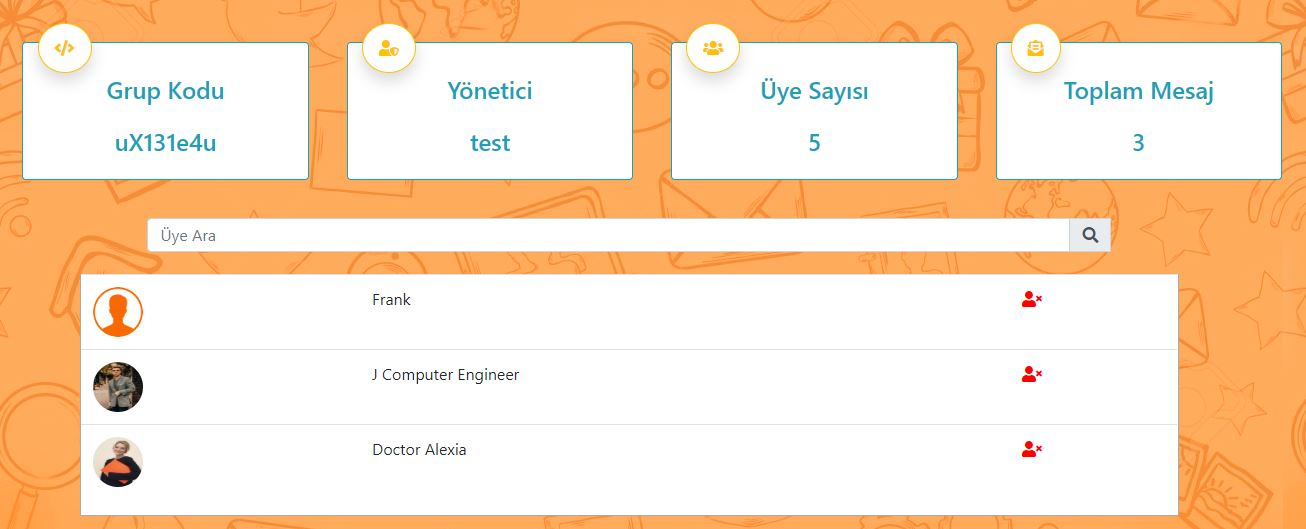 Grup Kodu
uX131e4u
Yönetici
test
Üye Sayısı
5
Toplam Mesaj
3
Üye Ara
Frank
J Computer Engineer
Doctor Alexia